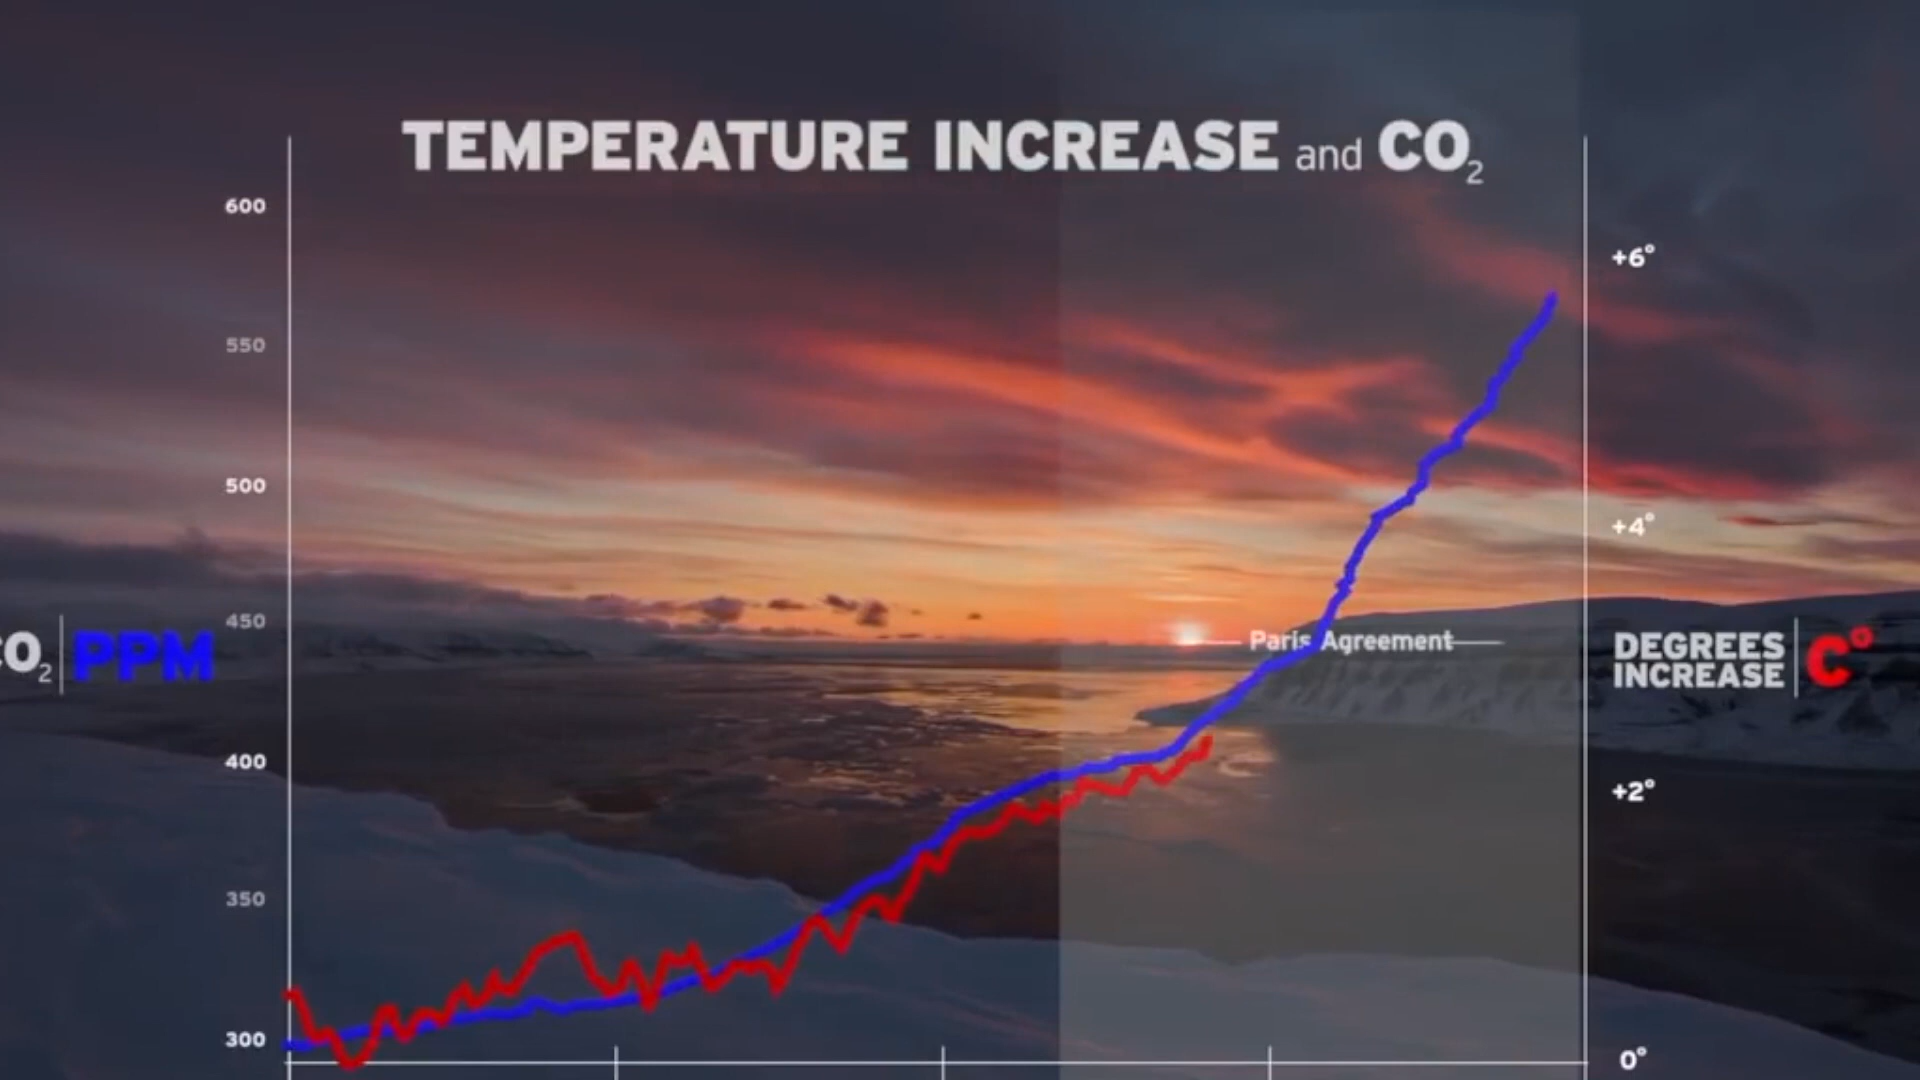 TEMPERATURE INCREASE and CO₂
600
550
500
450
400
350
300
+6°
+4°
+2°
0°
CO₂ PPM
Paris Agreement
DEGREES
INCREASE
C°